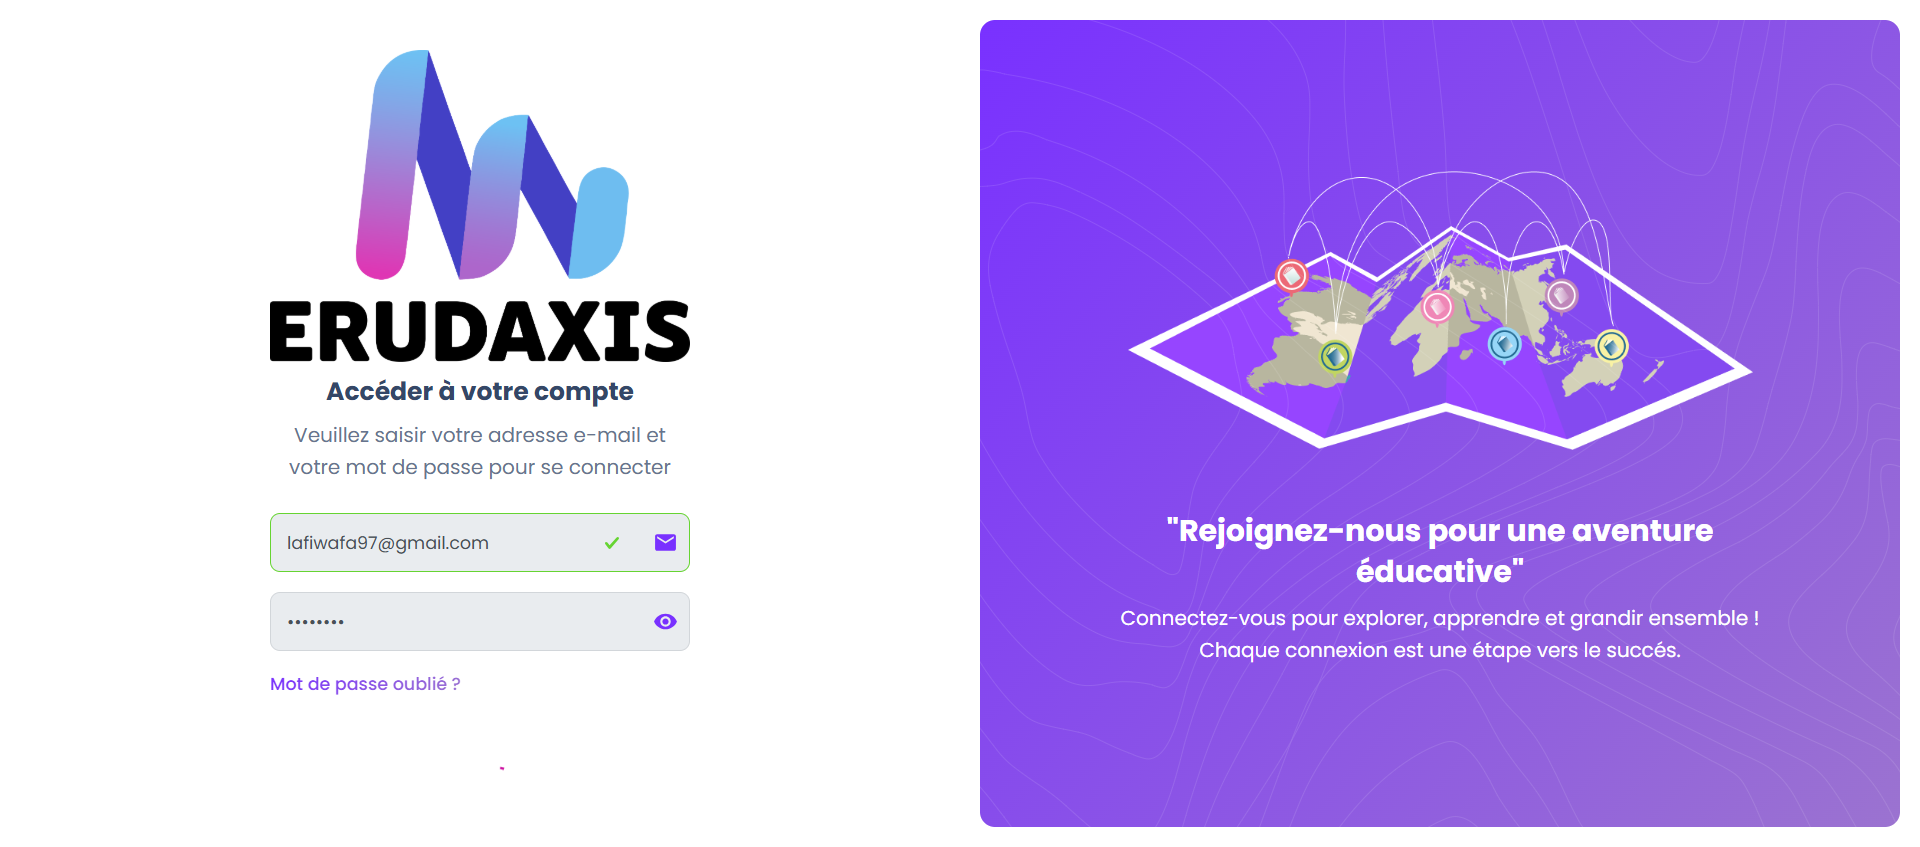 ERUDAXIS
Accéder à votre compte
Veuillez saisir votre adresse e-mail et
votre mot de passe pour se connecter
lafiwafa97@gmail.com
••••••••
Mot de passe oublié ?
"Rejoignez-nous pour une aventure
éducative"
Connectez-vous pour explorer, apprendre et grandir ensemble !
Chaque connexion est une étape vers le succés.